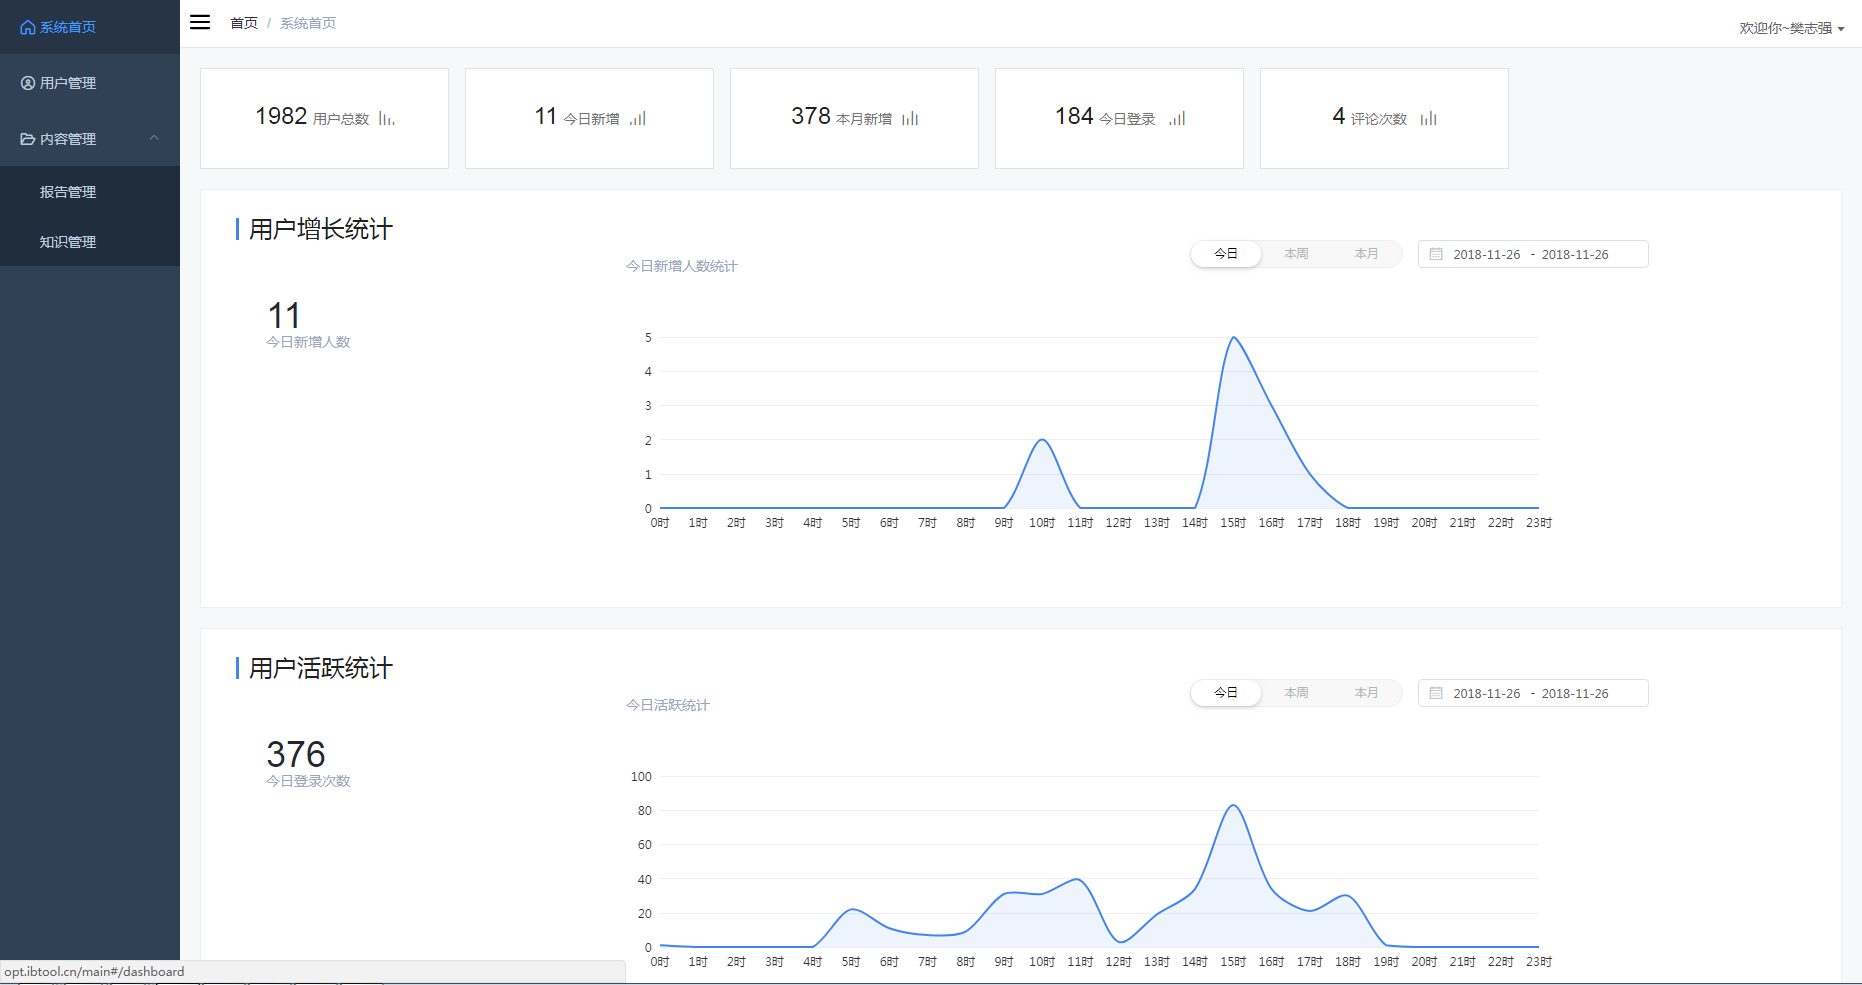 系统首页
用户管理
内容管理
报告管理
知识管理
首页 / 系统首页
欢迎你~樊志强
1982 用户总数
11 今日新增
378 本月新增
184 今日登录
4 评论次数
用户增长统计
今日新增人数统计
今日 本周 本月
2018-11-26 - 2018-11-26
11
今日新增人数
5
4
3
2
1
0
0时 1时 2时 3时 4时 5时 6时 7时 8时 9时 10时 11时 12时 13时 14时 15时 16时 17时 18时 19时 20时 21时 22时 23时
用户活跃统计
今日活跃统计
今日 本周 本月
2018-11-26 - 2018-11-26
376
今日登录次数
100
80
60
40
20
0
0时 1时 2时 3时 4时 5时 6时 7时 8时 9时 10时 11时 12时 13时 14时 15时 16时 17时 18时 19时 20时 21时 22时 23时
opt.ibtool.cn/main#/dashboard